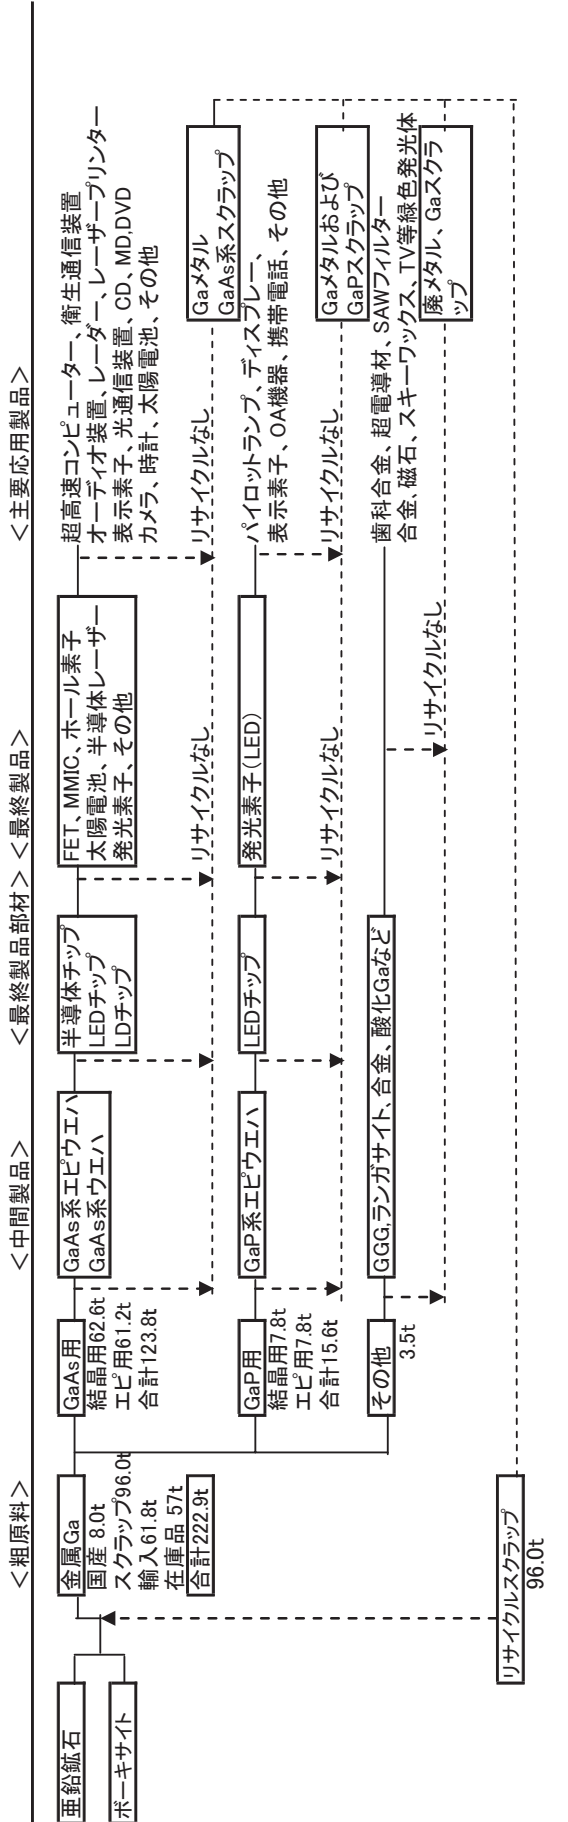 ＜粗原料＞
＜中間製品＞
＜最終製品部材＞
＜最終製品＞
＜主要応用製品＞
亜鉛鉱石
ボーキサイト
金属Ga
国産 8.0t
スクラップ96.0t
輸入61.8t
在庫品 57t
合計222.9t
GaAs用
結晶用62.6t
エピ用61.2t
合計123.8t
GaAs系エピウエハ
GaAs系ウエハ
半導体チップ
LEDチップ
LDチップ
FET、MMIC、ホール素子
太陽電池、半導体レーザー
発光素子、その他
超高速コンピューター、衛生通信装置
オーディオ装置、レーダー、レーザープリンター
表示素子、光通信装置、CD、MD,DVD
カメラ、時計、太陽電池、その他
リサイクルなし
リサイクルなし
Gaメタル
GaAs系スクラップ
GaP用
結晶用7.8t
エピ用7.8t
合計15.6t
GaP系エピウエハ
LEDチップ
発光素子（LED）
パイロットランプ、ディスプレー、
表示素子、OA機器、携帯電話、その他
リサイクルなし
リサイクルなし
Gaメタルおよび
GaPスクラップ
その他
3.5t
GGG,ランガサイト、合金、酸化Gaなど
歯科合金、超電導材、SAWフィルター
合金、磁石、スキーワックス、TV等緑色発光体
リサイクルなし
廃メタル、Gaスクラ
ップ
リサイクルスクラップ
96.0t